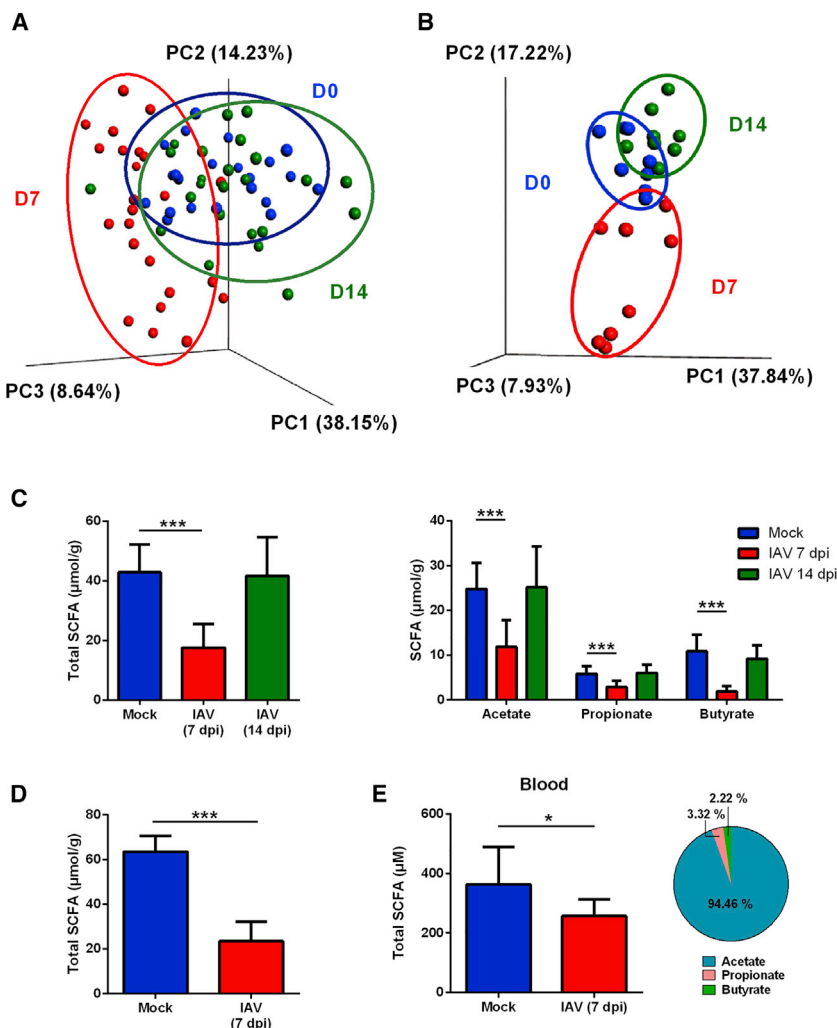 A
B
PC2 (14.23%)
D0
D7
D14
PC3 (8.64%)
PC1 (38.15%)
PC2 (17.22%)
D14
D0
D7
PC3 (7.93%)
PC1 (37.84%)
C
Total SCFA (µmol/g)
60
40
20
0
***
Mock
IAV
(7 dpi)
IAV
(14 dpi)
SCFA (µmol/g)
40
30
20
10
0
***
***
***
Acetate
Propionate
Butyrate
Mock
IAV 7 dpi
IAV 14 dpi
D
Total SCFA (µmol/g)
80
60
40
20
0
***
Mock
IAV
(7 dpi)
E
Blood
Total SCFA (µM)
600
400
200
0
*
Mock
IAV (7 dpi)
2.22 %
3.32 %
94.46 %
Acetate
Propionate
Butyrate